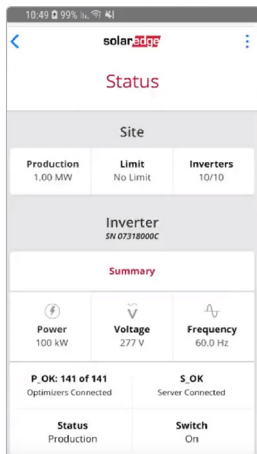 10:49 99%
solaredge
Status
Site
Production Limit Inverters
1,00 MW No Limit 10/10
Inverter
SN 07318000C
Summary
Power Voltage Frequency
100 kW 277 V 60.0 Hz
P_OK: 141 of 141 S_OK
Optimizers Connected Server Connected
Status Switch
Production On